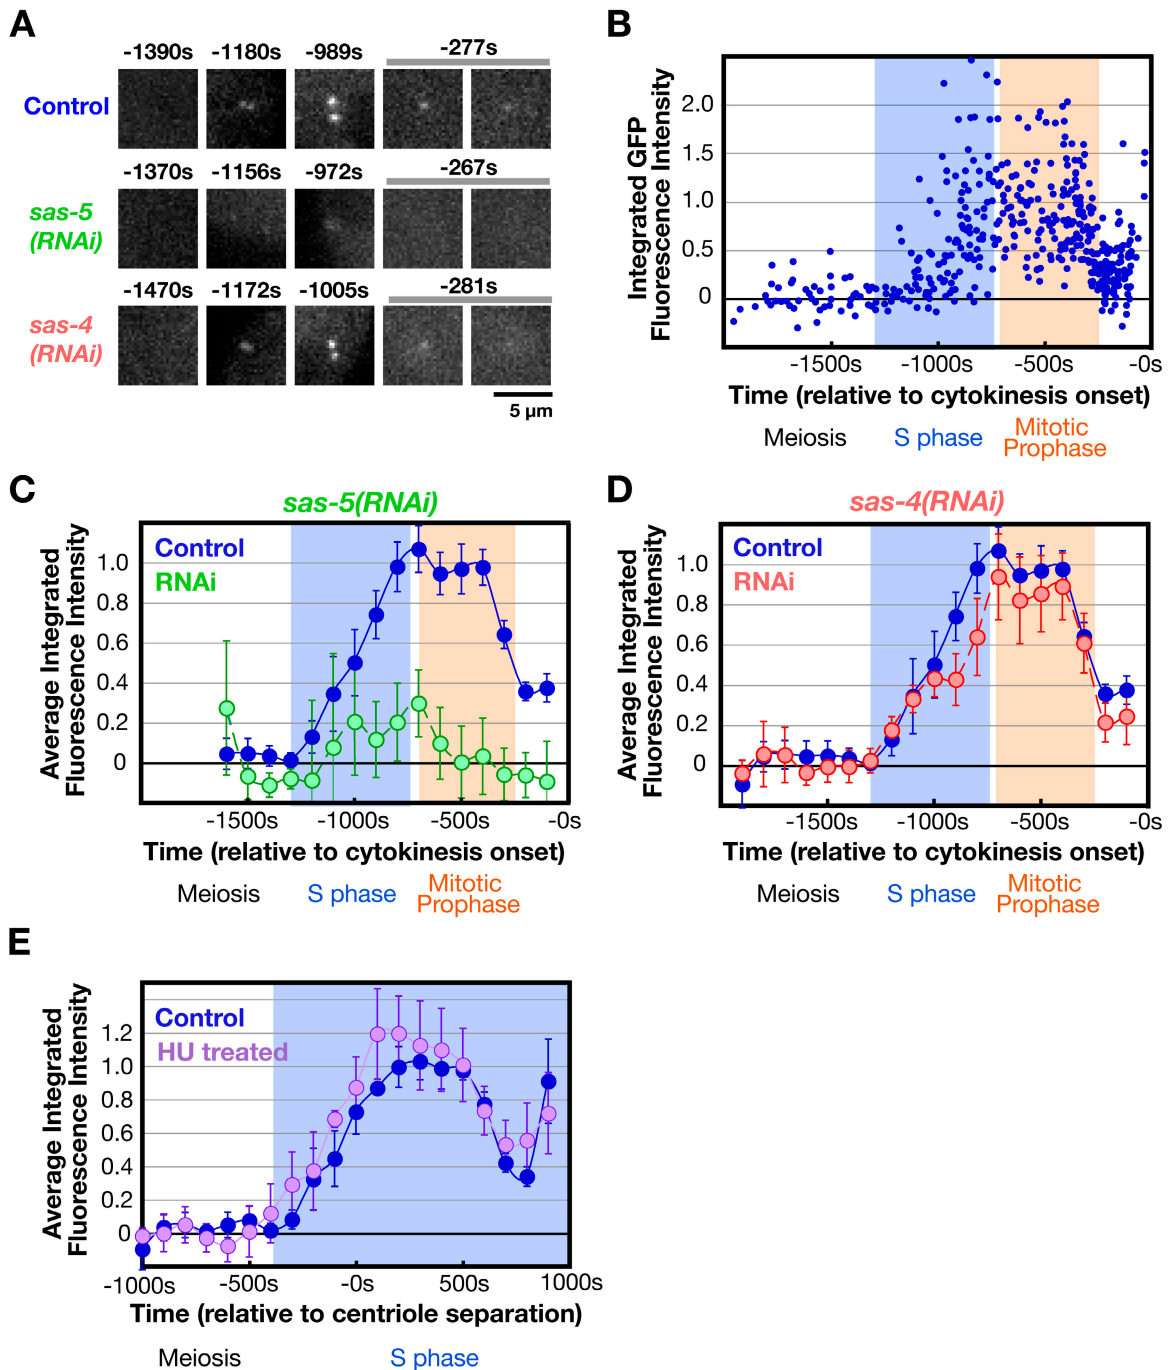 A
-1390s -1180s -989s -277s
Control
-1370s -1156s -972s -267s
sas-5
(RNAi)
-1470s -1172s -1005s -281s
sas-4
(RNAi)
5 µm
B
Integrated GFP
Fluorescence Intensity
2.0
1.5
1.0
0.5
0
-1500s -1000s -500s -0s
Time (relative to cytokinesis onset)
Meiosis S phase Mitotic
Prophase
C
sas-5(RNAi)
Average Integrated
Fluorescence Intensity
Control
RNAi
1.0
0.8
0.6
0.4
0.2
0
-1500s -1000s -500s -0s
Time (relative to cytokinesis onset)
Meiosis S phase Mitotic
Prophase
D
sas-4(RNAi)
Average Integrated
Fluorescence Intensity
Control
RNAi
1.0
0.8
0.6
0.4
0.2
0
-1500s -1000s -500s -0s
Time (relative to cytokinesis onset)
Meiosis S phase Mitotic
Prophase
E
Average Integrated
Fluorescence Intensity
Control
HU treated
1.2
1.0
0.8
0.6
0.4
0.2
0
-1000s -500s -0s 500s 1000s
Time (relative to centriole separation)
Meiosis S phase